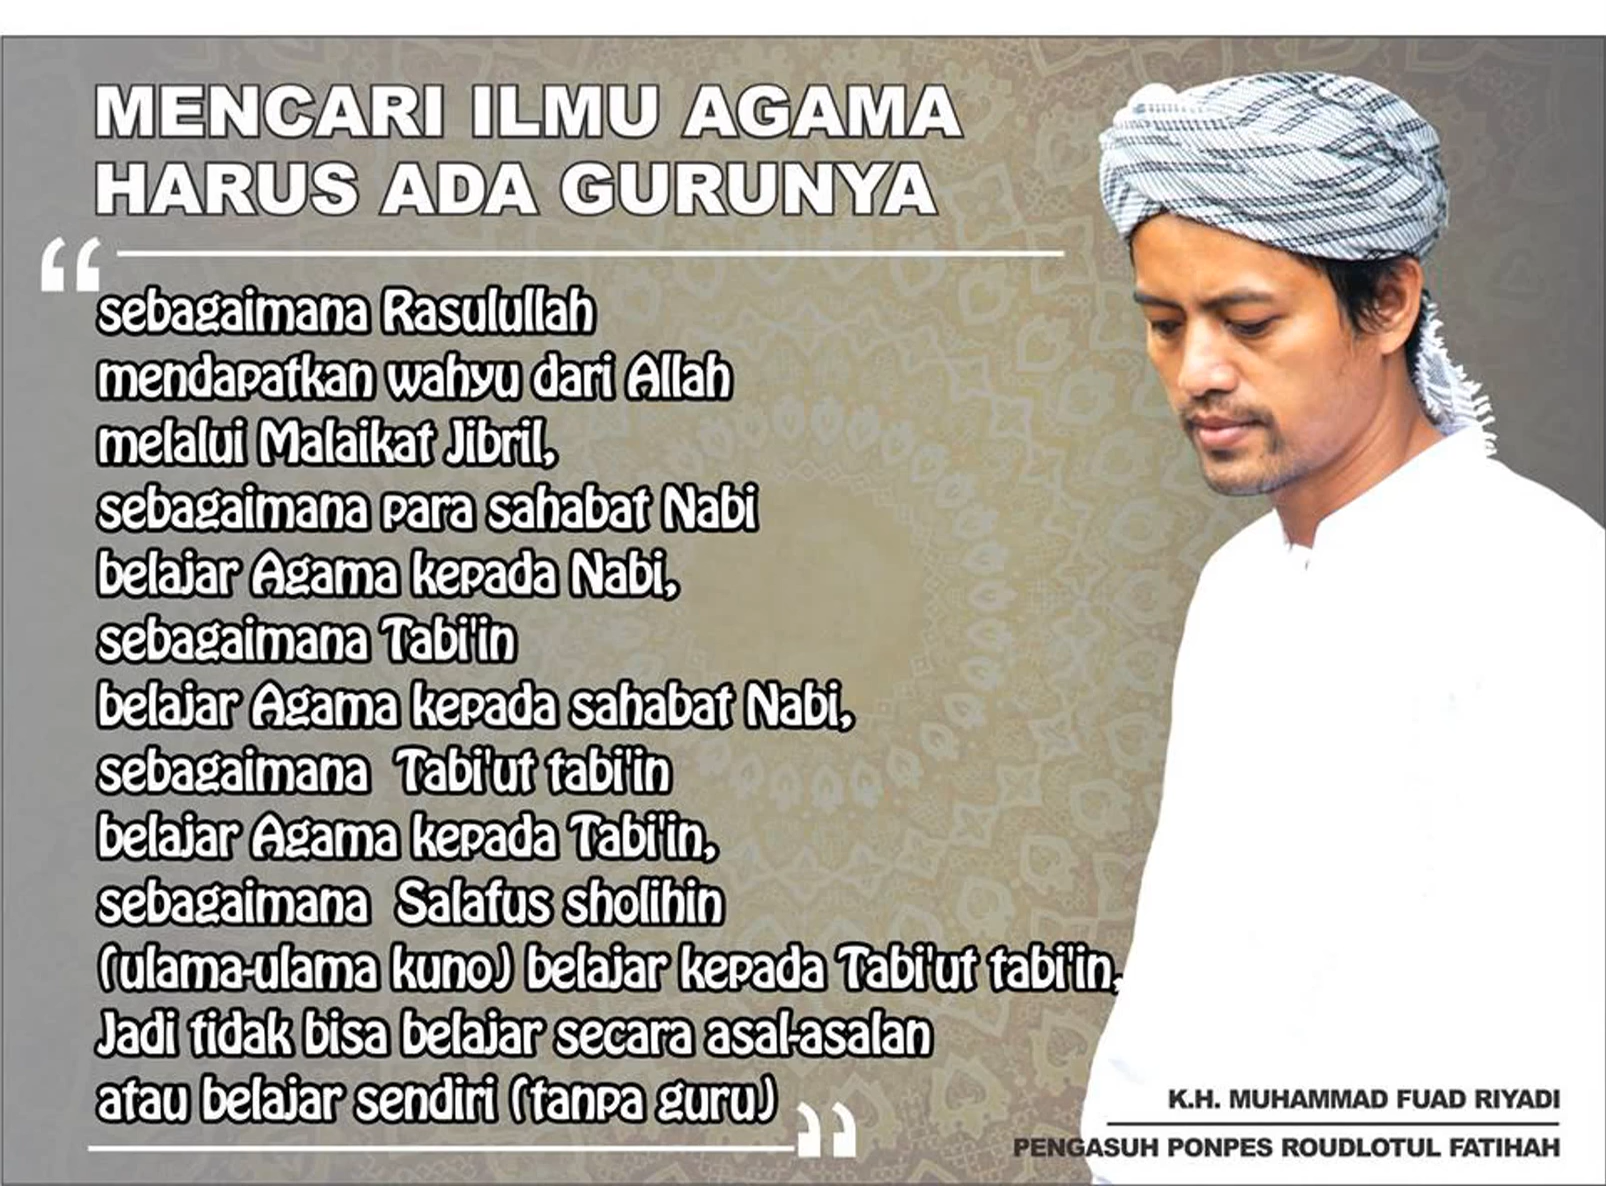 MENCARI ILMU AGAMA
HARUS ADA GURUNYA
“sebagaimana Rasulullah
mendapatkan wahyu dari Allah
melalui Malaikat Jibril,
sebagaimana para sahabat Nabi
belajar Agama kepada Nabi,
sebagaimana Tabi'in
belajar Agama kepada sahabat Nabi,
sebagaimana Tabi'ut tabi'in
belajar Agama kepada Tabi'in,
sebagaimana Salafus sholihin
(ulama-ulama kuno) belajar kepada Tabi'ut tabi'in,
Jadi tidak bisa belajar secara asal-asalan
atau belajar sendiri (tanpa guru)”
K.H. MUHAMMAD FUAD RIYADI
PENGASUH PONPES ROUDLOTUL FATIHAH